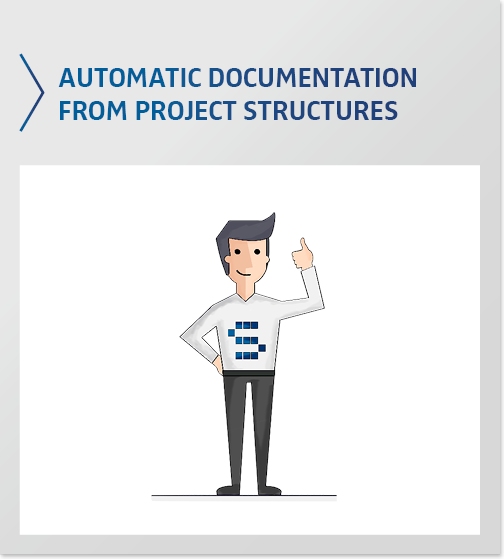 AUTOMATIC DOCUMENTATION
FROM PROJECT STRUCTURES
S